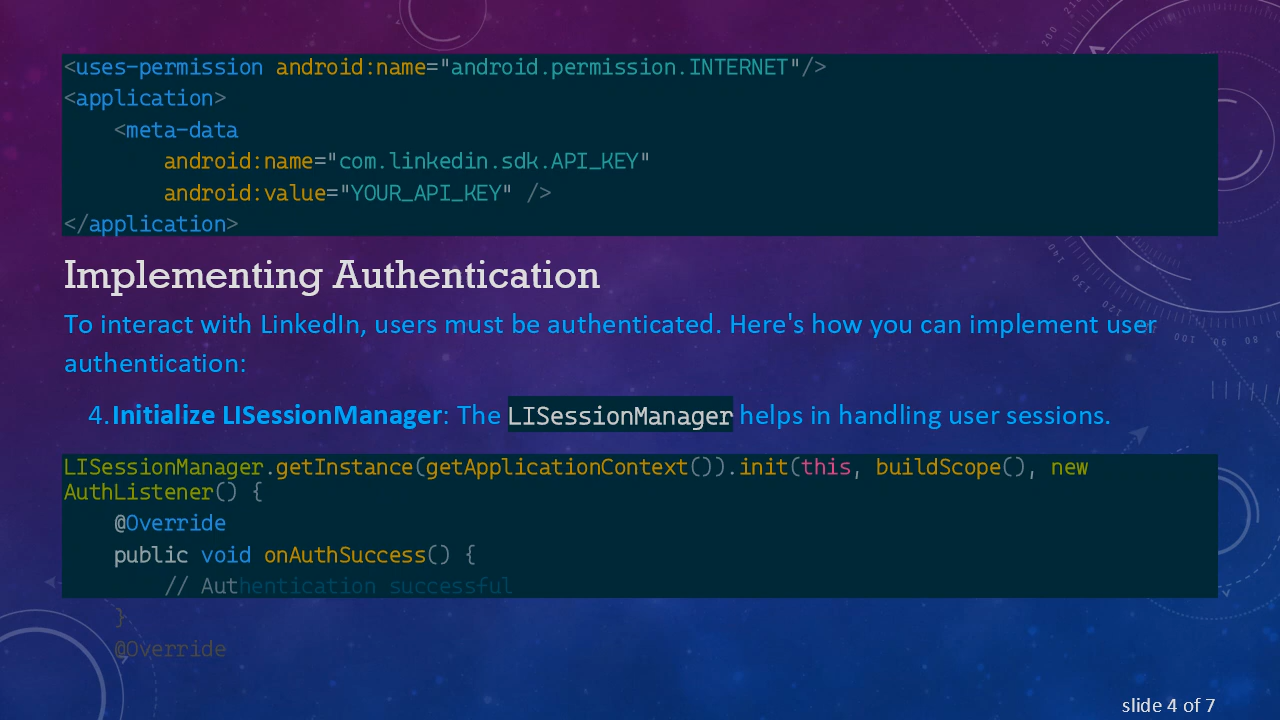 <uses-permission android:name="android.permission.INTERNET"/>
<application>
    <meta-data
        android:name="com.linkedin.sdk.API_KEY"
        android:value="YOUR_API_KEY" />
</application>
Implementing Authentication
To interact with LinkedIn, users must be authenticated. Here's how you can implement user
authentication:
4. Initialize LISessionManager: The LISessionManager helps in handling user sessions.
LISessionManager.getInstance(getApplicationContext()).init(this, buildScope(), new
AuthListener() {
    @Override
    public void onAuthSuccess() {
        // Authentication successful
    }
    @Override
slide 4 of 7